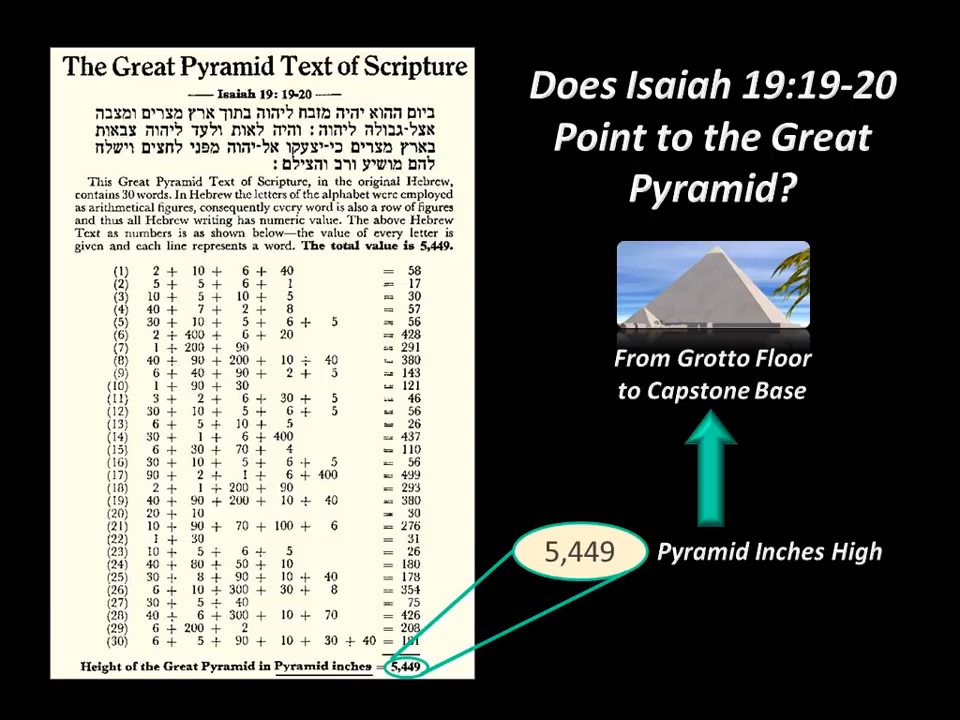 The Great Pyramid Text of Scripture
Isaiah 19: 19-20
ביום ההוא יהיה מזבח ליהוה בתוך ארץ מצרים ומצבה
אצל-גבולה ליהוה : והיה לאות ולעד ליהוה צבאות
בארץ מצרים כי-יצעקו אל-יהוה מפני לחצים וישלח
להם מושיע ורב והצילם :
This Great Pyramid Text of Scripture, in the original Hebrew,
contains 30 words. In Hebrew the letters of the alphabet were employed
as arithmetical figures, consequently every word is also a row of figures
and thus all Hebrew writing has numeric value. The above Hebrew
Text as numbers is as shown below—the value of every letter is
given and each line represents a word. The total value is 5,449.
(1) 2 + 10 + 6 + 40 = 58
(2) 5 + 5 + 6 + 1 = 17
(3) 10 + 5 + 10 + 5 = 30
(4) 40 + 7 + 2 + 8 = 57
(5) 30 + 10 + 5 + 6 + 5 = 56
(6) 2 + 400 + 6 + 20 = 428
(7) 1 + 200 + 90 = 291
(8) 40 + 90 + 200 + 10 + 40 = 380
(9) 6 + 40 + 90 + 2 + 5 = 143
(10) 1 + 90 + 30 = 121
(11) 3 + 2 + 6 + 30 + 5 = 46
(12) 30 + 10 + 5 + 6 + 5 = 56
(13) 6 + 5 + 10 + 5 = 26
(14) 30 + 1 + 6 + 400 = 437
(15) 6 + 30 + 70 + 4 = 110
(16) 30 + 10 + 5 + 6 + 5 = 56
(17) 90 + 2 + 1 + 6 + 400 = 499
(18) 2 + 1 + 200 + 90 = 293
(19) 40 + 90 + 200 + 10 + 40 = 380
(20) 20 + 10 = 30
(21) 10 + 90 + 70 + 100 + 6 = 276
(22) 1 + 30 = 31
(23) 10 + 5 + 6 + 5 = 26
(24) 40 + 80 + 50 + 10 = 180
(25) 30 + 8 + 90 + 10 + 40 = 178
(26) 6 + 10 + 300 + 30 + 8 = 354
(27) 30 + 5 + 40 = 75
(28) 40 + 6 + 300 + 10 + 70 = 426
(29) 6 + 200 + 2 = 208
(30) 6 + 5 + 90 + 10 + 30 + 40 = 181
Height of the Great Pyramid in Pyramid inches = 5,449
Does Isaiah 19:19-20
Point to the Great
Pyramid?
From Grotto Floor
to Capstone Base
5,449 Pyramid Inches High